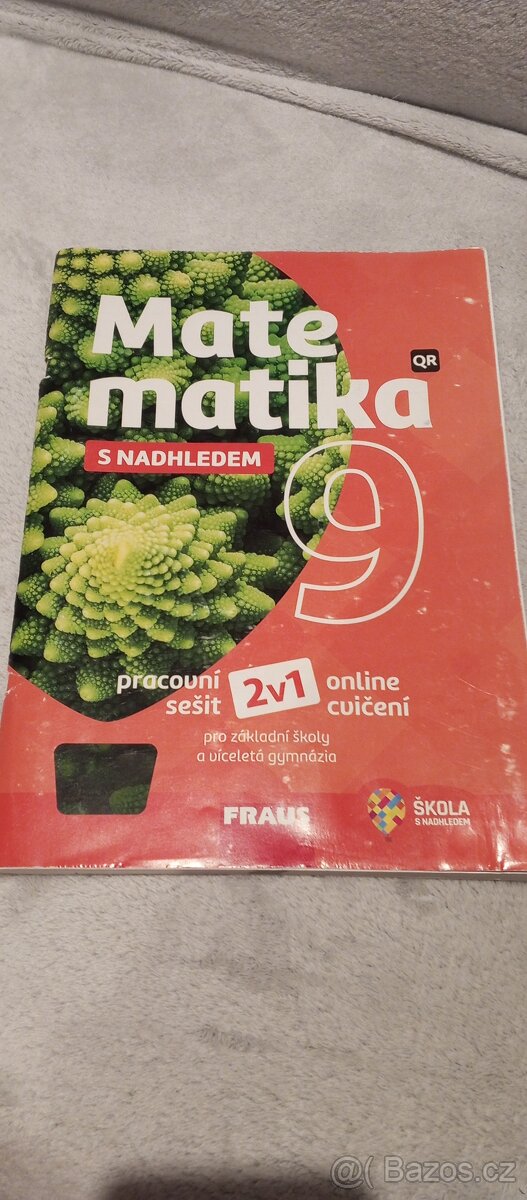 Mate
matika
QR
S NADHLEDEM
9
pracovní sešit
2v1
online cvičení
pro základní školy
a víceletá gymnázia
FRAUS
ŠKOLA
S NADHLEDEM
@( Bazos.cz